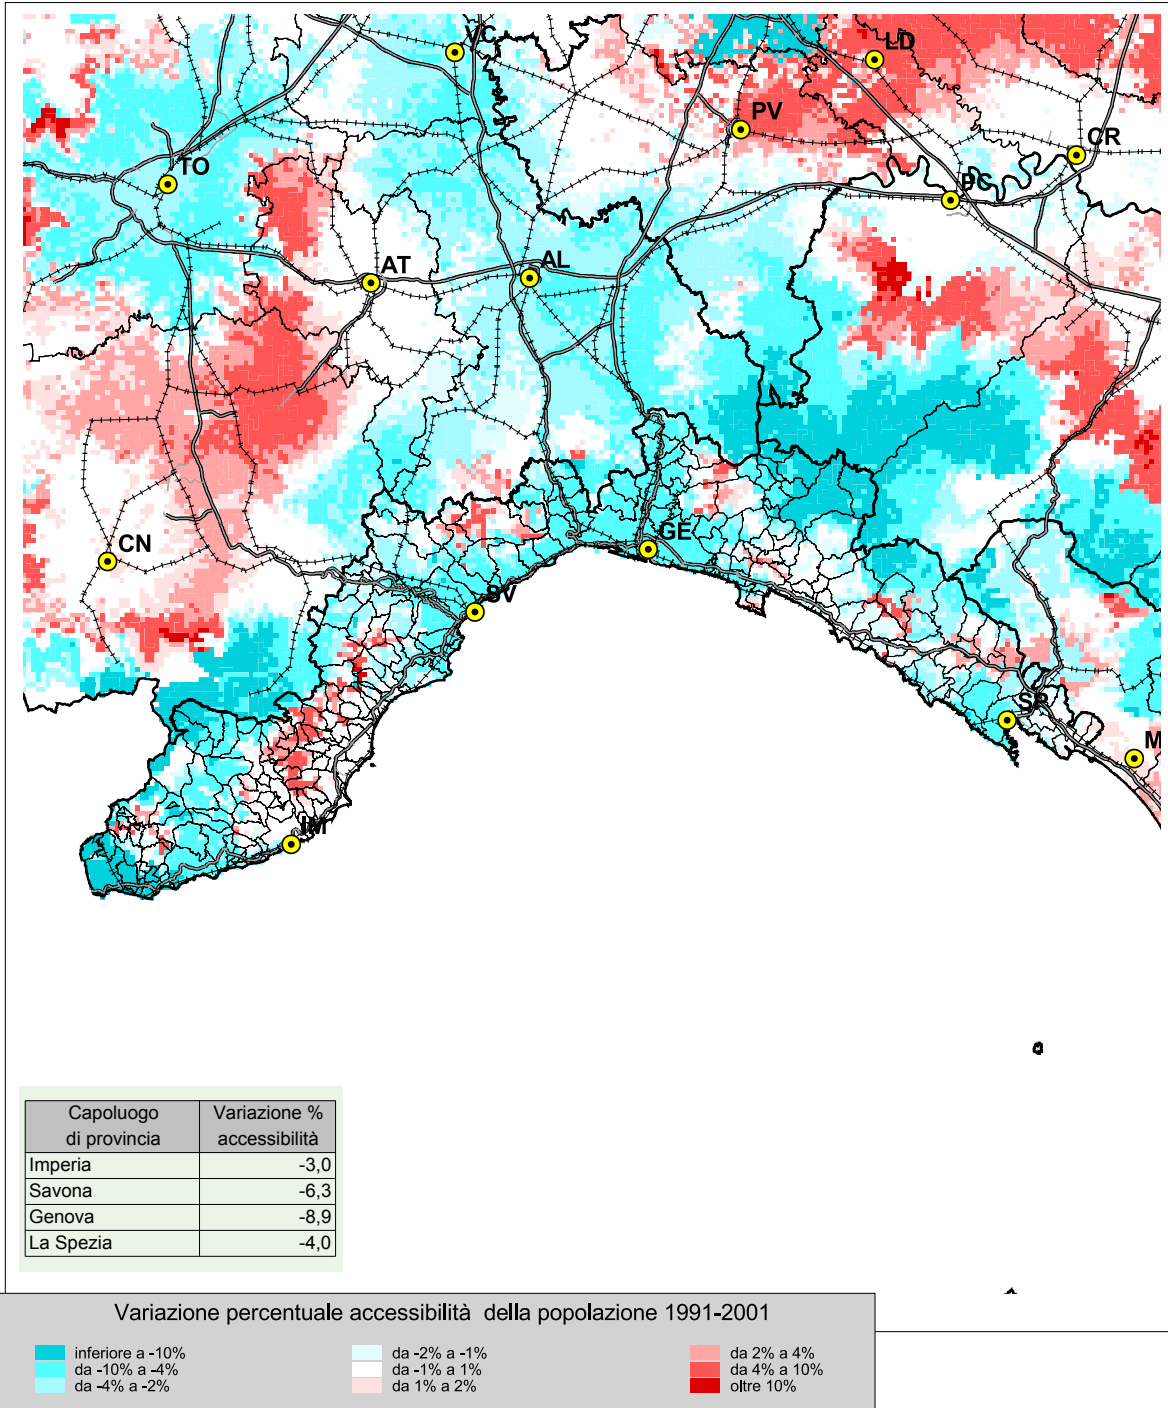 VC
LD
PV
CR
TO
PC
AL
AT
GE
CN
SV
SP
M
IM
Capoluogo di provincia Variazione % accessibilità
Imperia -3,0
Savona -6,3
Genova -8,9
La Spezia -4,0
Variazione percentuale accessibilità della popolazione 1991-2001
inferiore a -10% da -2% a -1% da 2% a 4%
da -10% a -4% da -1% a 1% da 4% a 10%
da -4% a -2% da 1% a 2% oltre 10%